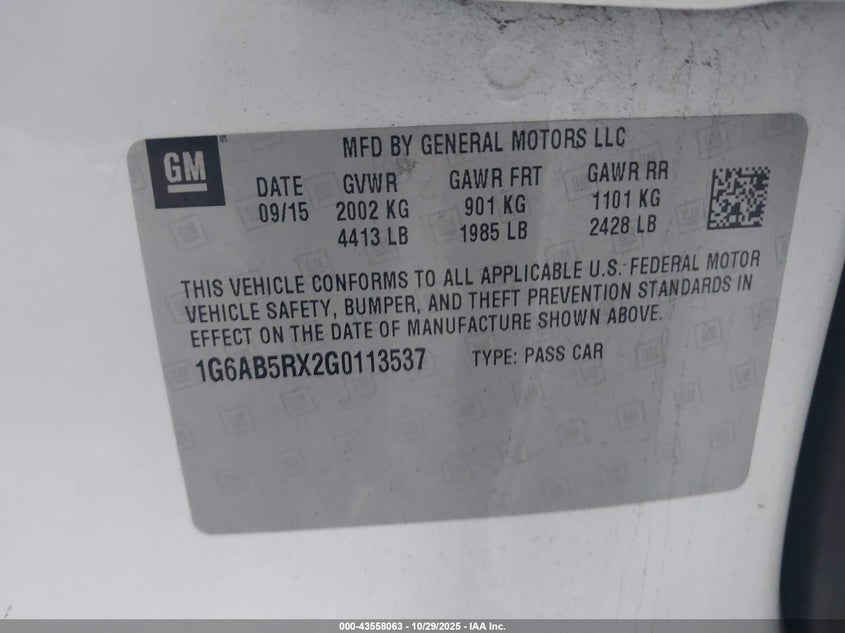 GM
MFD BY GENERAL MOTORS LLC
DATE GVWR GAWR FRT GAWR RR
09/15 2002 KG 901 KG 1101 KG
4413 LB 1985 LB 2428 LB
THIS VEHICLE CONFORMS TO ALL APPLICABLE U.S. FEDERAL MOTOR
VEHICLE SAFETY, BUMPER, AND THEFT PREVENTION STANDARDS IN
EFFECT ON THE DATE OF MANUFACTURE SHOWN ABOVE.
1G6AB5RX2G0113537 TYPE: PASS CAR
000-43558063 | 10/29/2025 - IAA Inc.